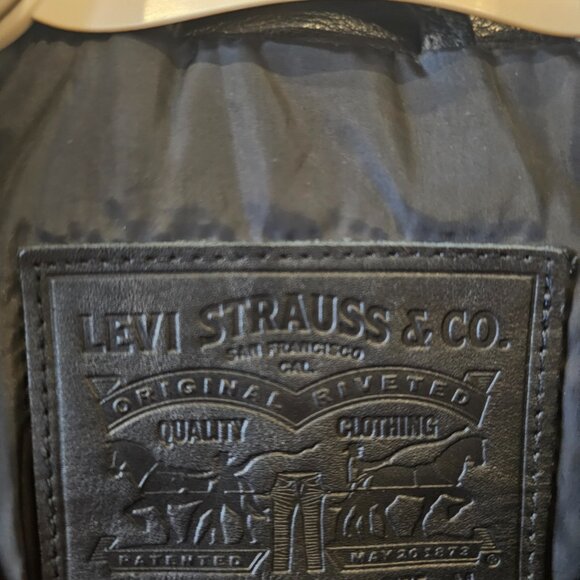 LEVI STRAUSS & CO.
SAN FRANCISCO
CAL
ORIGINAL RIVETED
QUALITY CLOTHING
PATENTED MAY 20 1873 ®